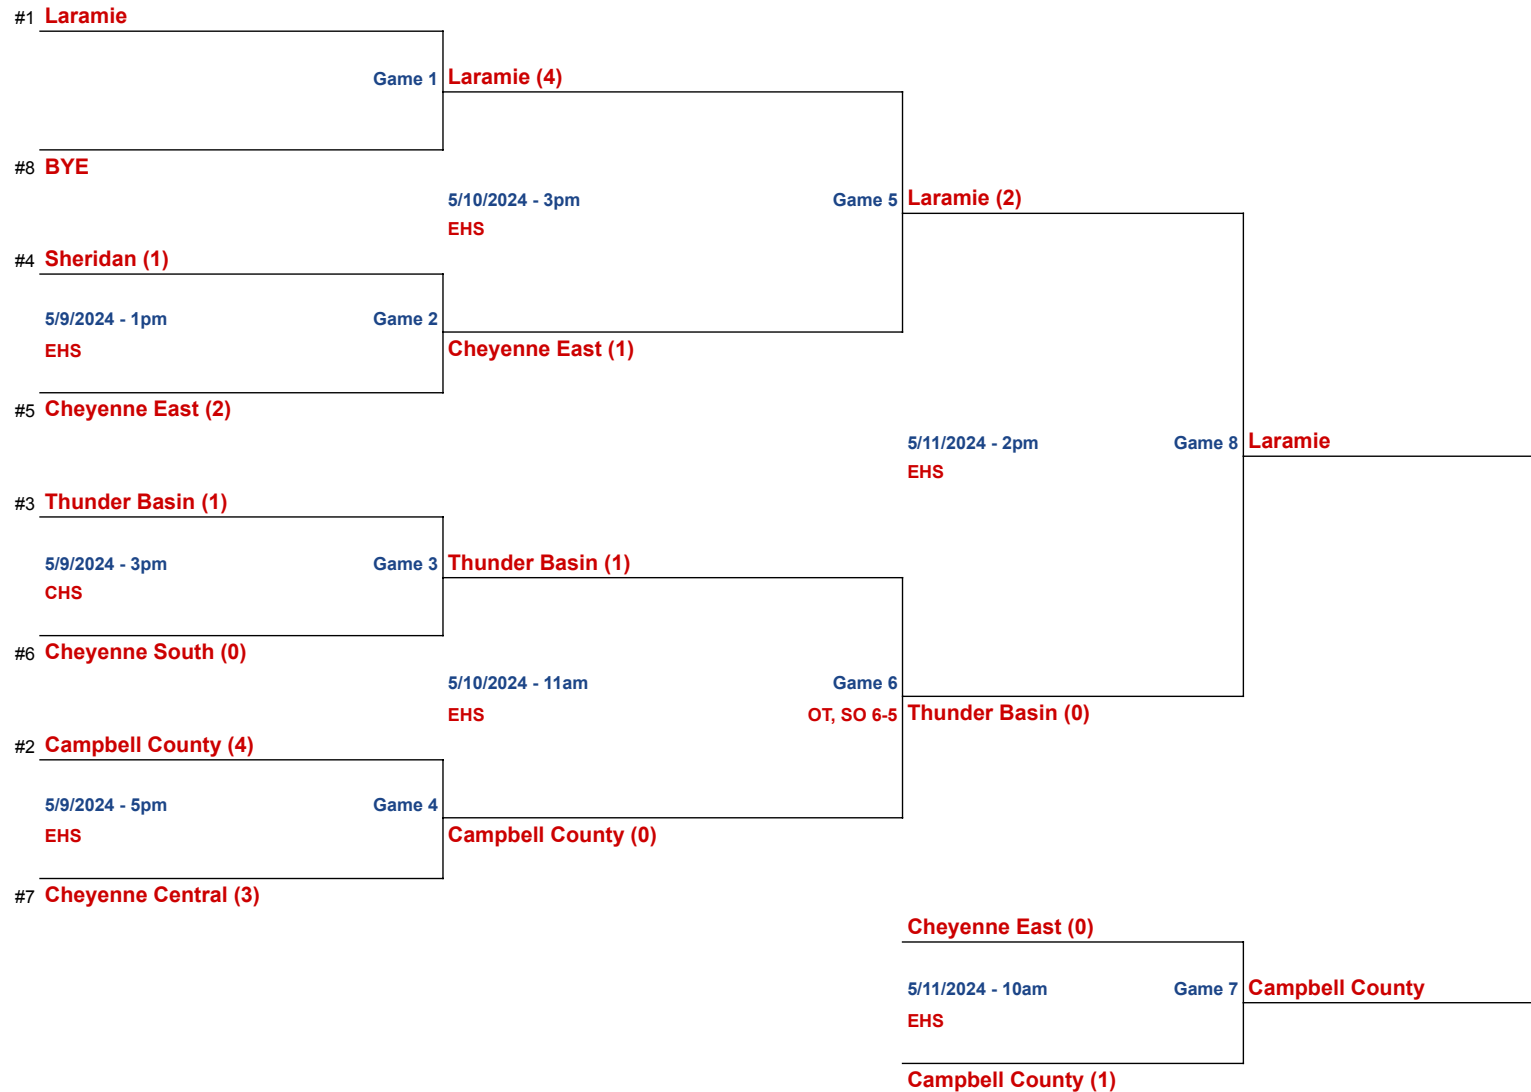 #1 Laramie
Game 1
Laramie (4)
#8 BYE
5/10/2024 - 3pm
Game 5
Laramie (2)
EHS
#4 Sheridan (1)
5/9/2024 - 1pm
Game 2
EHS
Cheyenne East (1)
#5 Cheyenne East (2)
5/11/2024 - 2pm
Game 8
Laramie
EHS
#3 Thunder Basin (1)
5/9/2024 - 3pm
Game 3
Thunder Basin (1)
CHS
#6 Cheyenne South (0)
5/10/2024 - 11am
Game 6
EHS
OT, SO 6-5
Thunder Basin (0)
#2 Campbell County (4)
5/9/2024 - 5pm
Game 4
EHS
Campbell County (0)
#7 Cheyenne Central (3)
Cheyenne East (0)
5/11/2024 - 10am
Game 7
Campbell County
EHS
Campbell County (1)